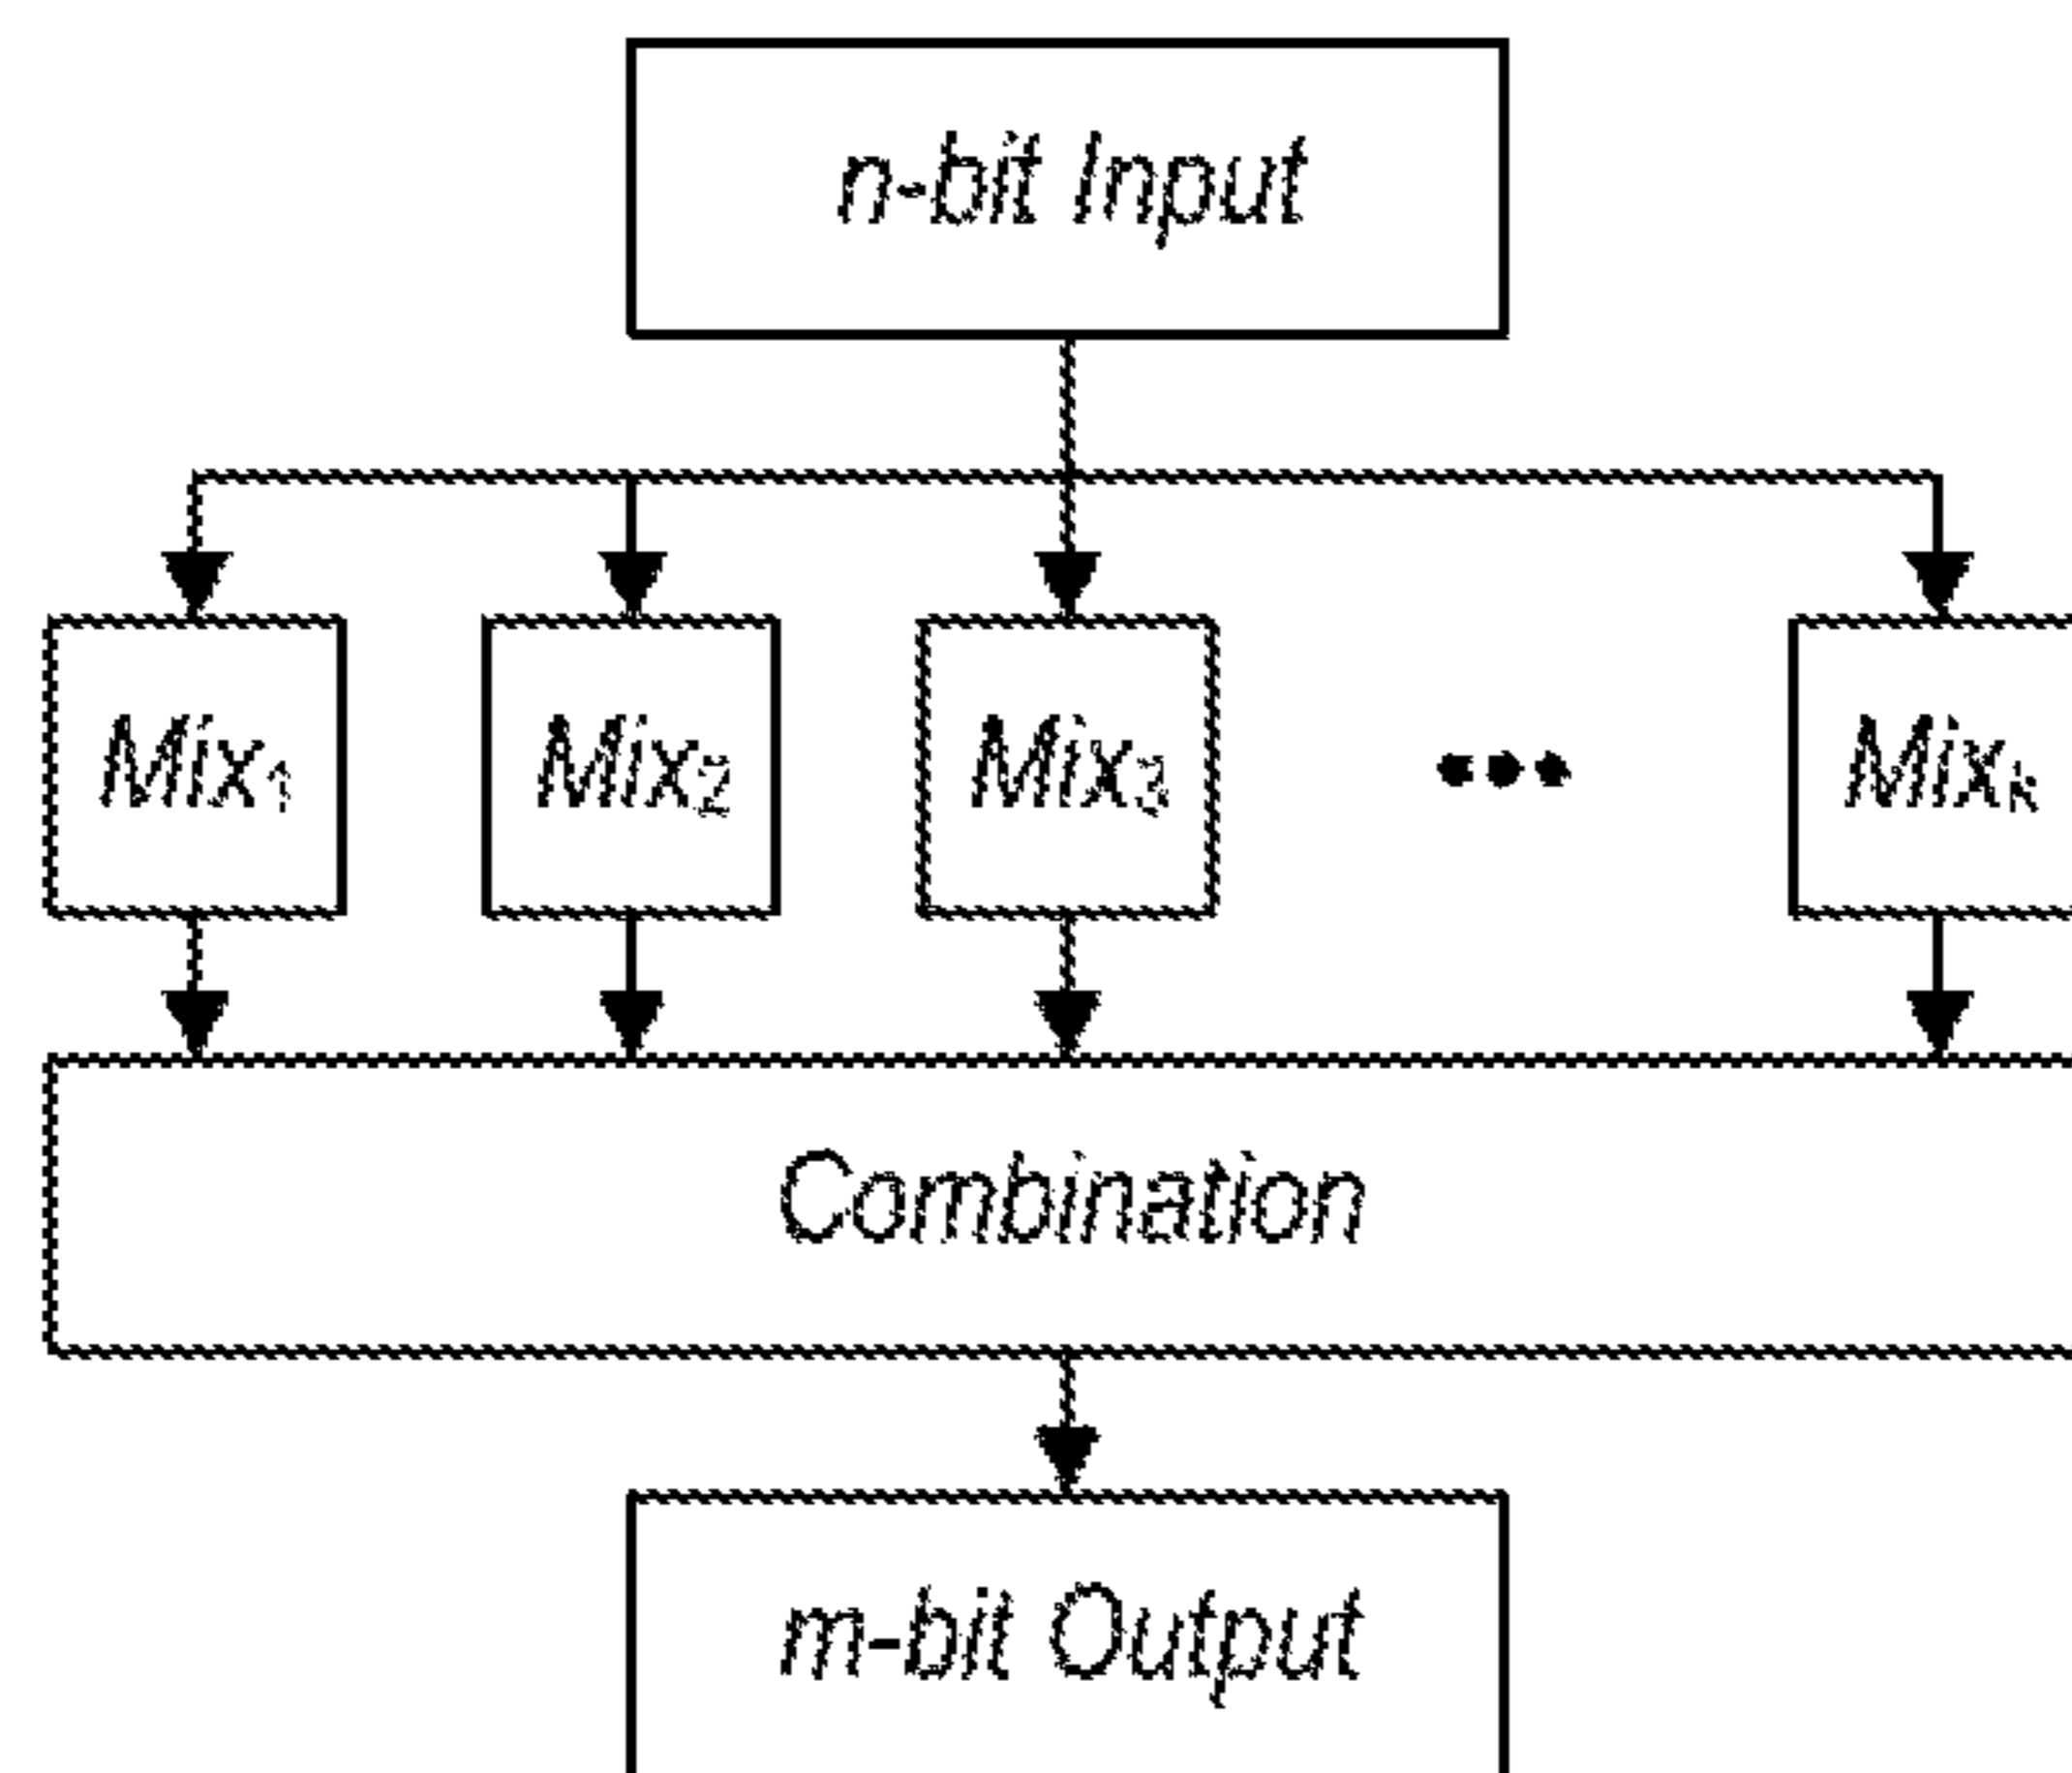 n-bit Input
Mix₁ Mix₂ Mix₃ ••• Mixₖ
Combination
m-bit Output